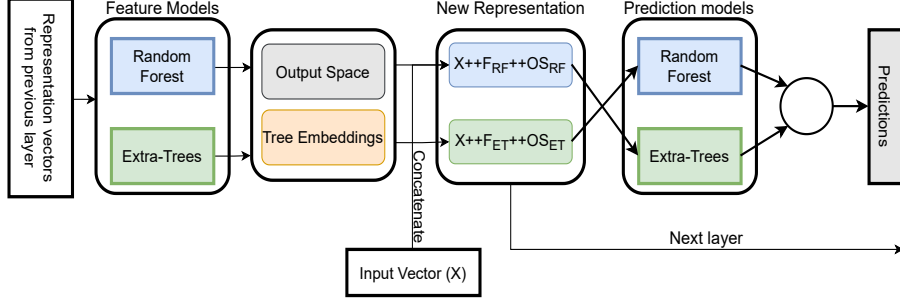 Representation vectors
from previous
layer
Feature Models
Random
Forest
Extra-Trees
Output Space
Tree Embeddings
Concatenate
Input Vector (X)
New Representation
X++F_RF++OS_RF
X++F_ET++OS_ET
Prediction models
Random
Forest
Extra-Trees
Predictions
Next layer